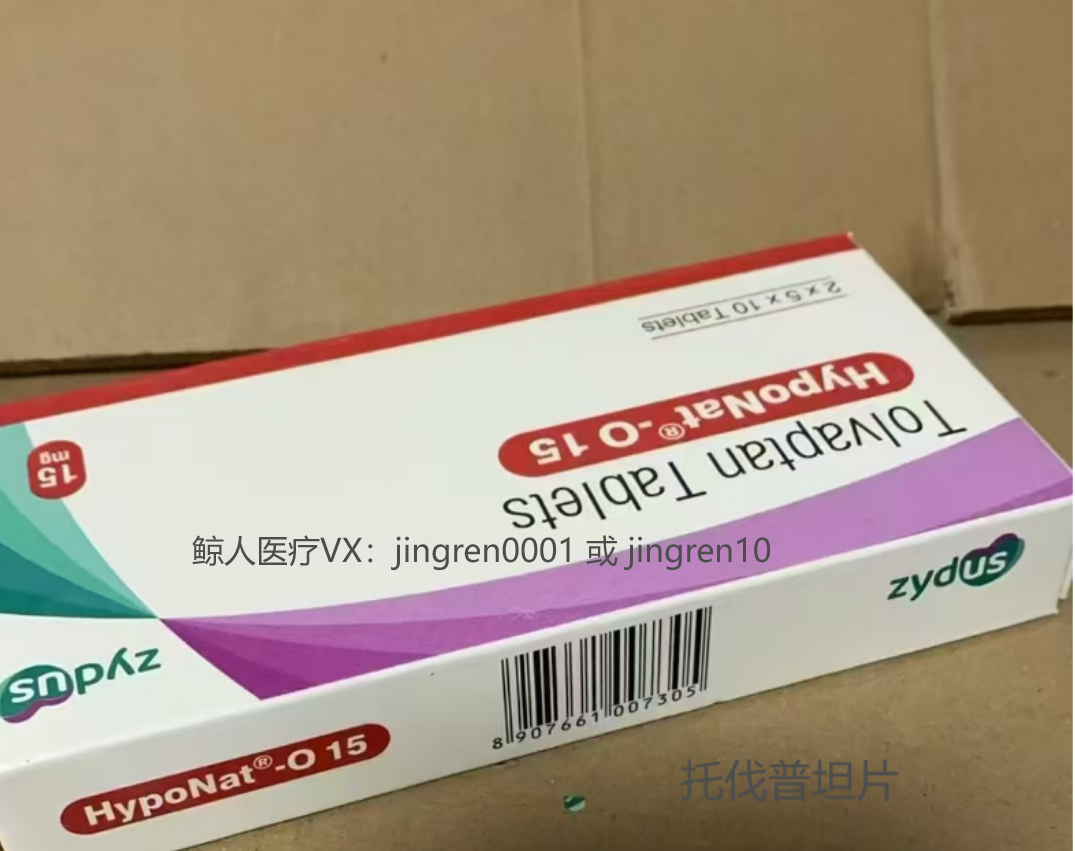 2 x 5 x 10 Tablets
HypoNat®-O 15
Tolvaptan Tablets
15
mg
鲸人医疗VX：jingren0001 或 jingren10
zydus
zydus
8 907661 007305
HypoNat®-O 15
托伐普坦片